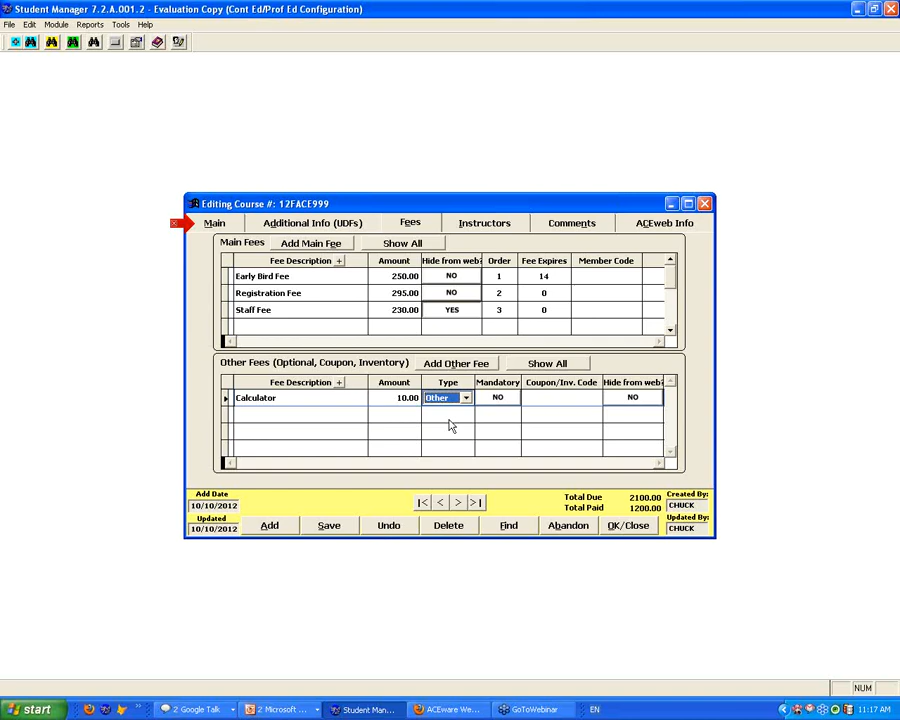 Student Manager 7.2.A.001.2 - Evaluation Copy (Cont Ed/Prof Ed Configuration)
File Edit Module Reports Tools Help
Editing Course #: 12FACE999
Main Additional Info (UDFs) Fees Instructors Comments ACEweb Info
Main Fees Add Main Fee Show All
Fee Description + Amount Hide from web? Order Fee Expires Member Code
Early Bird Fee 250.00 NO 1 14
Registration Fee 295.00 NO 2 0
Staff Fee 230.00 YES 3 0
Other Fees (Optional, Coupon, Inventory) Add Other Fee Show All
Fee Description + Amount Type Mandatory Coupon/Inv. Code Hide from web?
Calculator 10.00 Other NO NO
Add Date
10/10/2012
Updated
10/10/2012
|< < > >|
Total Due 2100.00
Total Paid 1200.00
Created By:
CHUCK
Updated By:
CHUCK
Add Save Undo Delete Find Abandon OK/Close
NUM
start 2 Google Talk 2 Microsoft ... Student Man... ACEware We... GoToWebinar EN 11:17 AM